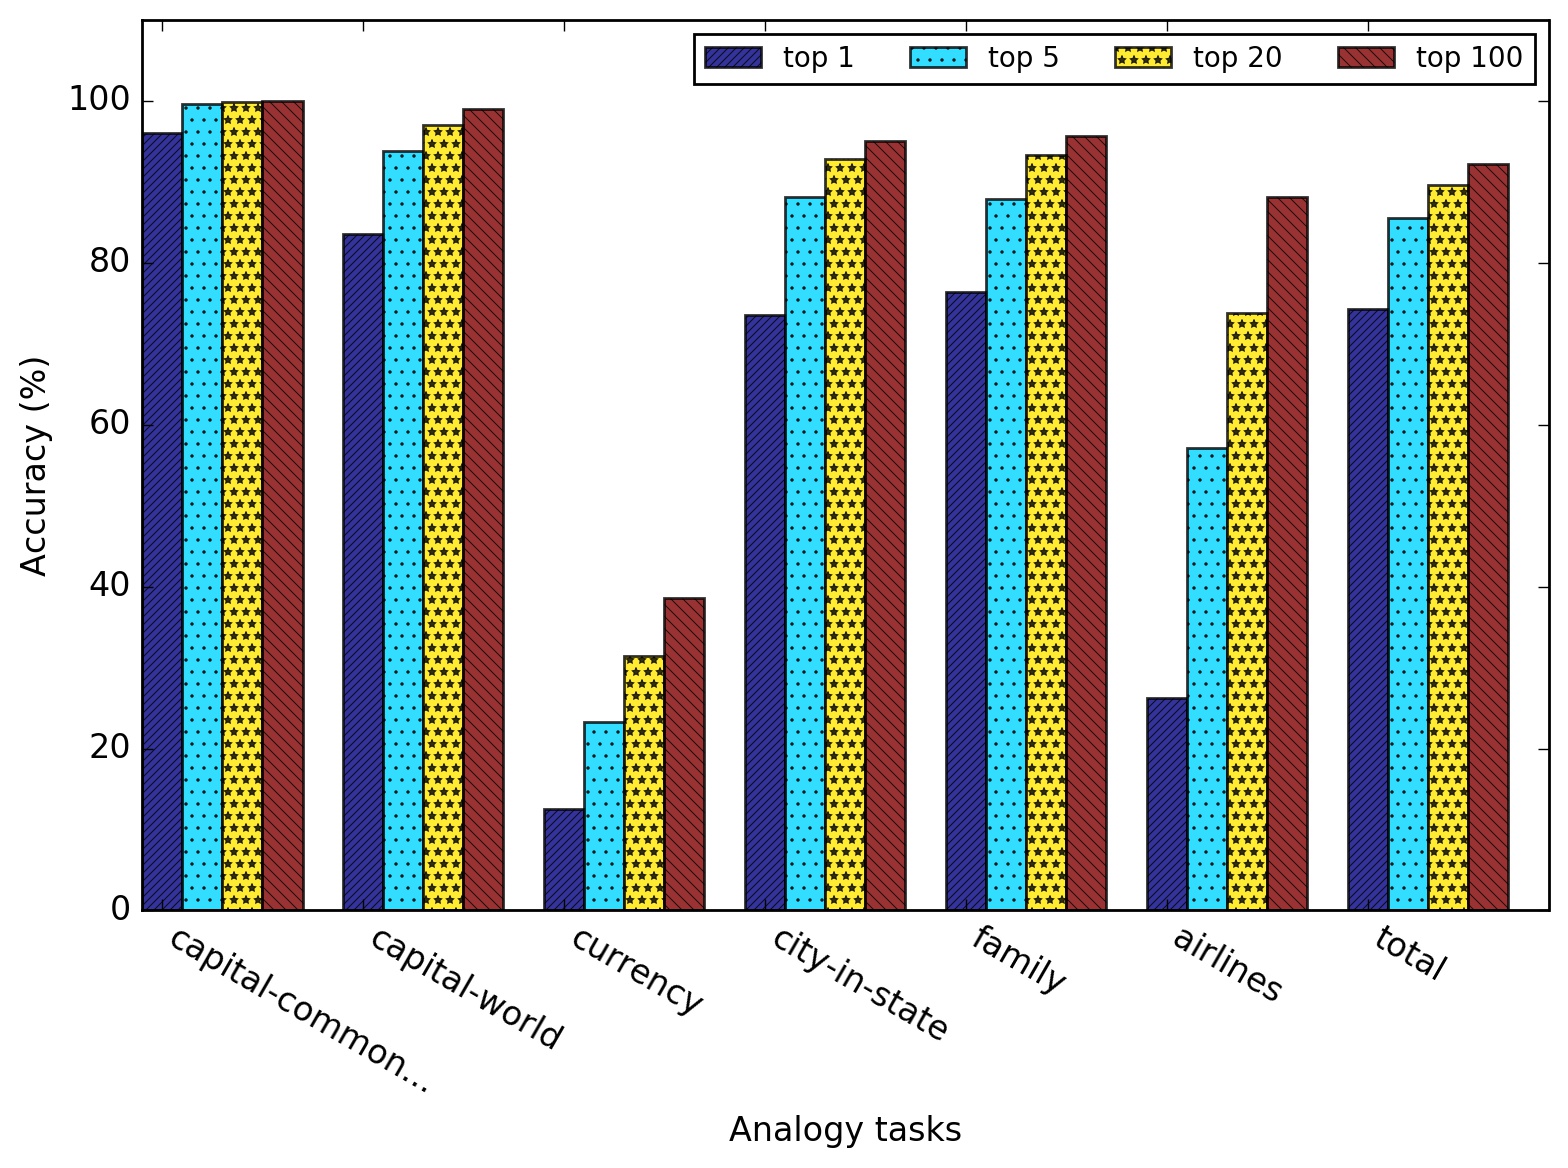 top 1 top 5 top 20 top 100
100
80
60
40
20
0
Accuracy (%)
capital-common...
capital-world
currency
city-in-state
family
airlines
total
Analogy tasks